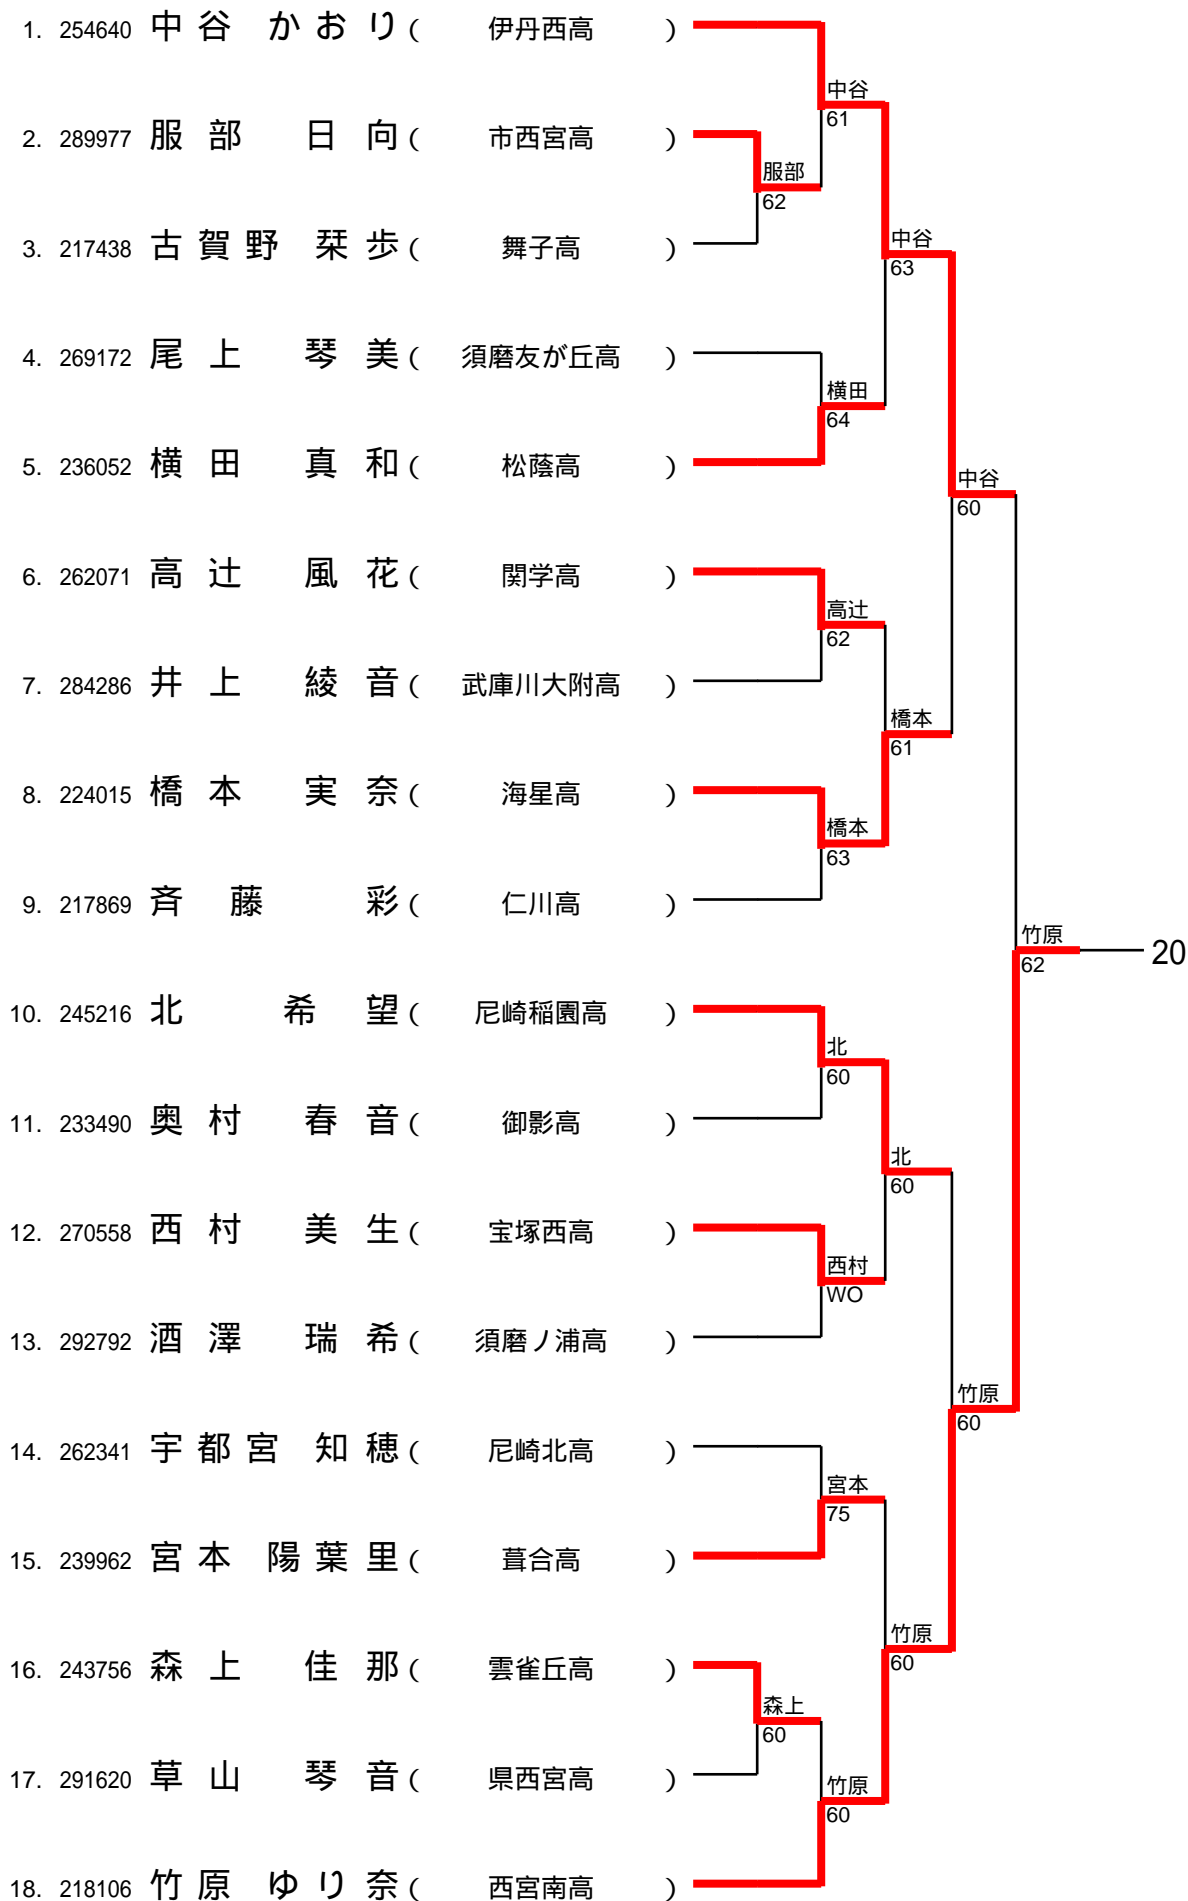 1. 254640 中谷 かおり ( 伊丹西高 )
中谷
61
2. 289977 服部 日向 ( 市西宮高 )
服部
62
3. 217438 古賀野 栞歩 ( 舞子高 )
中谷
63
4. 269172 尾上 琴美 ( 須磨友が丘高 )
横田
64
5. 236052 横田 真和 ( 松蔭高 )
中谷
60
6. 262071 高辻 風花 ( 関学高 )
高辻
62
7. 284286 井上 綾音 ( 武庫川大附高 )
橋本
61
8. 224015 橋本 実奈 ( 海星高 )
橋本
63
9. 217869 斉藤 彩 ( 仁川高 )
竹原
62
20
10. 245216 北 希望 ( 尼崎稲園高 )
北
60
11. 233490 奥村 春音 ( 御影高 )
北
60
12. 270558 西村 美生 ( 宝塚西高 )
西村
WO
13. 292792 酒澤 瑞希 ( 須磨ノ浦高 )
竹原
60
14. 262341 宇都宮 知穂 ( 尼崎北高 )
宮本
75
15. 239962 宮本 陽葉里 ( 葺合高 )
竹原
60
16. 243756 森上 佳那 ( 雲雀丘高 )
森上
60
17. 291620 草山 琴音 ( 県西宮高 )
竹原
60
18. 218106 竹原 ゆり奈 ( 西宮南高 )